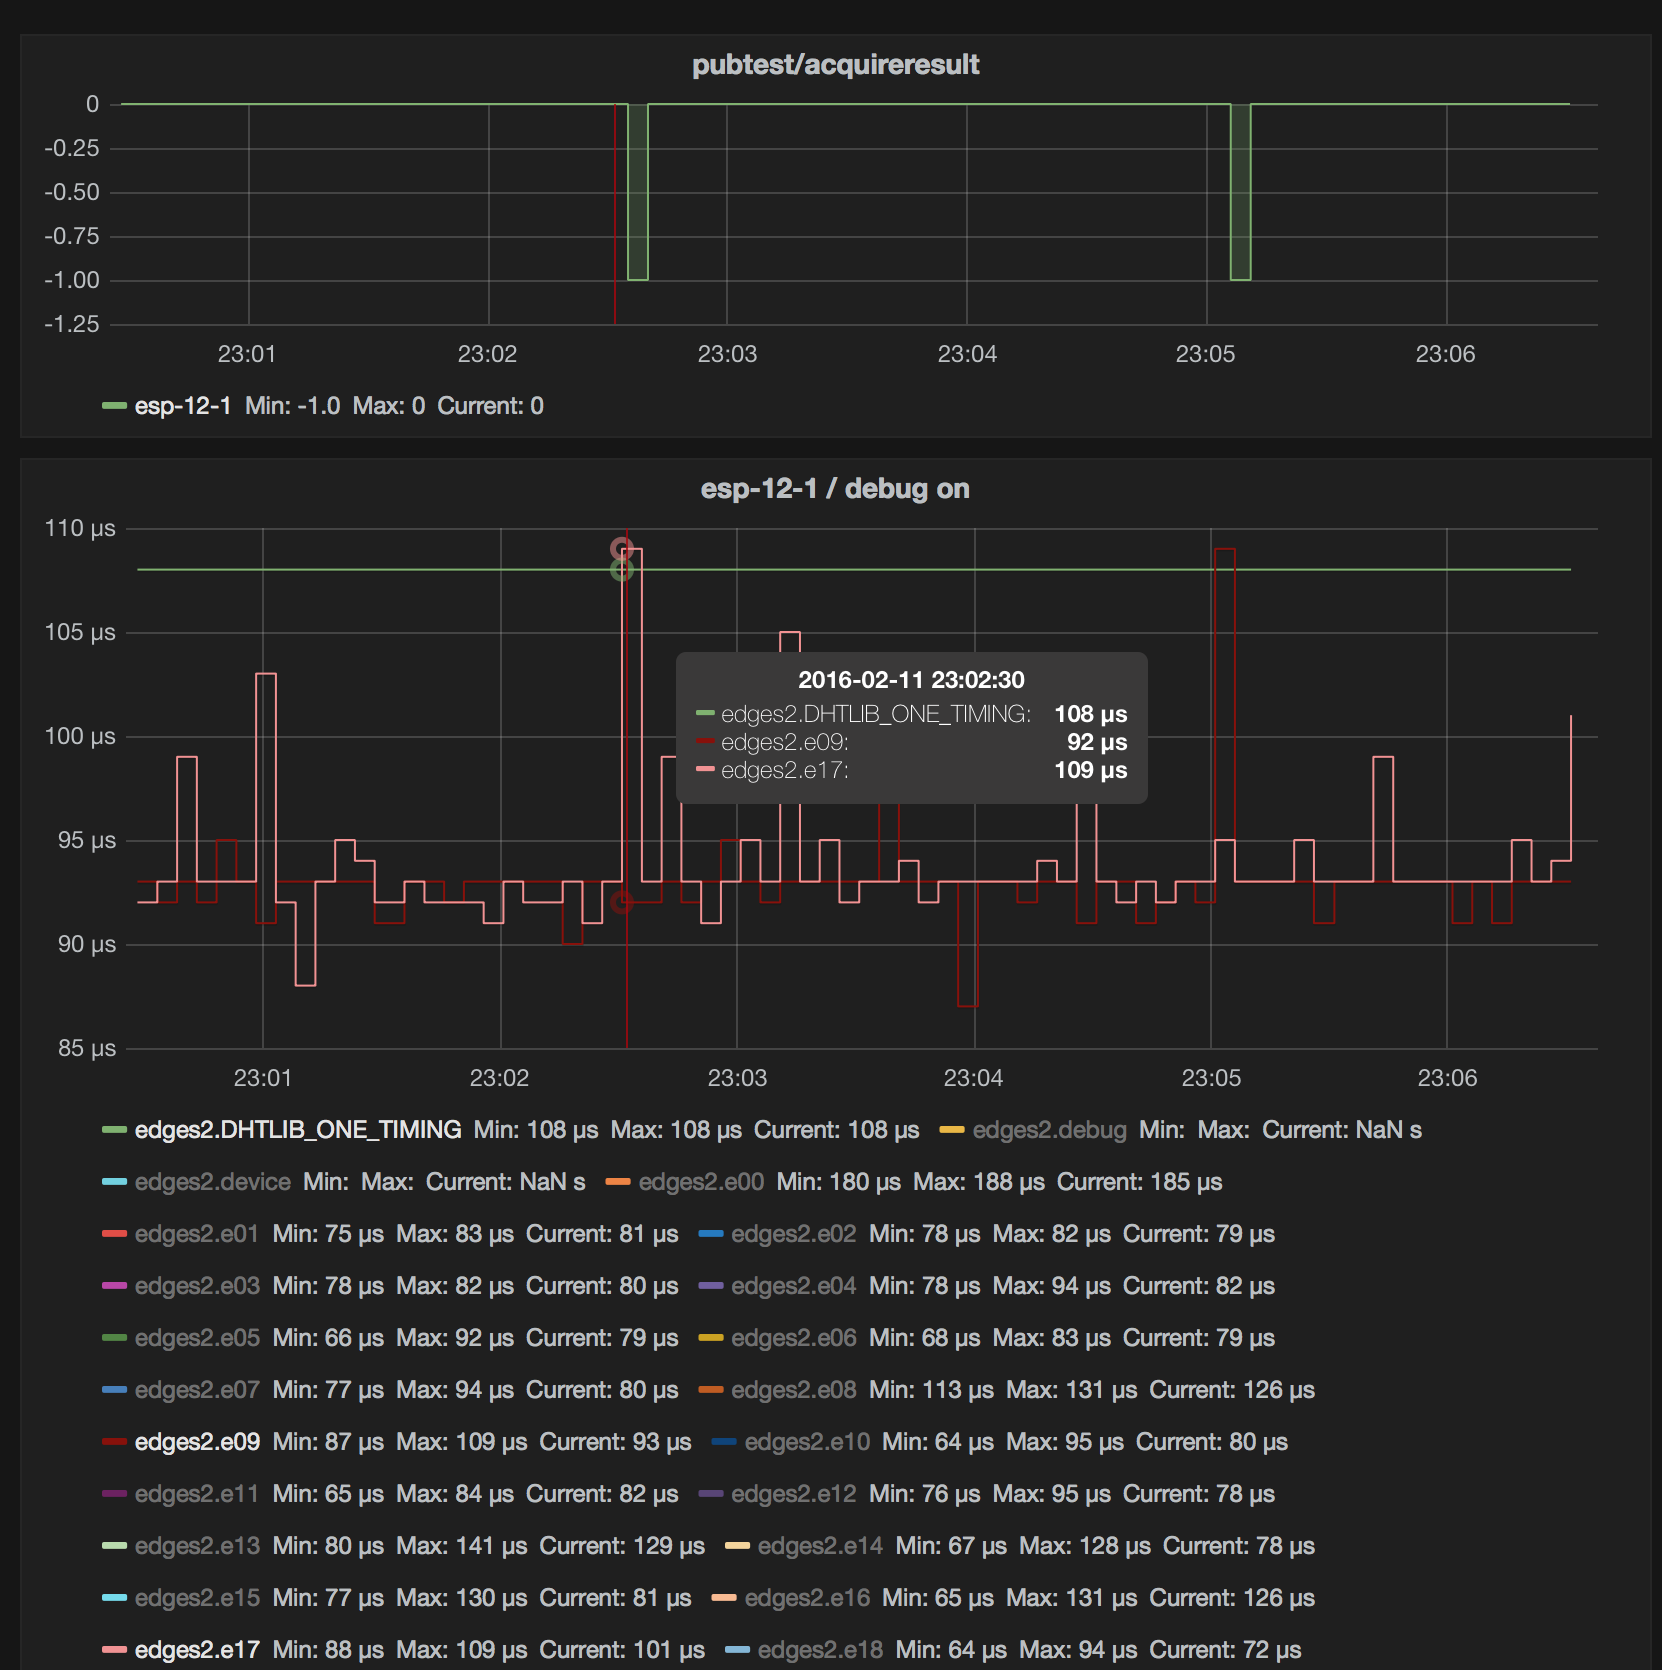 pubtest/acquireresult
0
-0.25
-0.50
-0.75
-1.00
-1.25
23:01 23:02 23:03 23:04 23:05 23:06
esp-12-1 Min: -1.0 Max: 0 Current: 0
esp-12-1 / debug on
110 µs
105 µs
100 µs
95 µs
90 µs
85 µs
2016-02-11 23:02:30
edges2.DHTLIB_ONE_TIMING: 108 µs
edges2.e09: 92 µs
edges2.e17: 109 µs
23:01 23:02 23:03 23:04 23:05 23:06
edges2.DHTLIB_ONE_TIMING Min: 108 µs Max: 108 µs Current: 108 µs edges2.debug Min: Max: Current: NaN s
edges2.device Min: Max: Current: NaN s edges2.e00 Min: 180 µs Max: 188 µs Current: 185 µs
edges2.e01 Min: 75 µs Max: 83 µs Current: 81 µs edges2.e02 Min: 78 µs Max: 82 µs Current: 79 µs
edges2.e03 Min: 78 µs Max: 82 µs Current: 80 µs edges2.e04 Min: 78 µs Max: 94 µs Current: 82 µs
edges2.e05 Min: 66 µs Max: 92 µs Current: 79 µs edges2.e06 Min: 68 µs Max: 83 µs Current: 79 µs
edges2.e07 Min: 77 µs Max: 94 µs Current: 80 µs edges2.e08 Min: 113 µs Max: 131 µs Current: 126 µs
edges2.e09 Min: 87 µs Max: 109 µs Current: 93 µs edges2.e10 Min: 64 µs Max: 95 µs Current: 80 µs
edges2.e11 Min: 65 µs Max: 84 µs Current: 82 µs edges2.e12 Min: 76 µs Max: 95 µs Current: 78 µs
edges2.e13 Min: 80 µs Max: 141 µs Current: 129 µs edges2.e14 Min: 67 µs Max: 128 µs Current: 78 µs
edges2.e15 Min: 77 µs Max: 130 µs Current: 81 µs edges2.e16 Min: 65 µs Max: 131 µs Current: 126 µs
edges2.e17 Min: 88 µs Max: 109 µs Current: 101 µs edges2.e18 Min: 64 µs Max: 94 µs Current: 72 µs